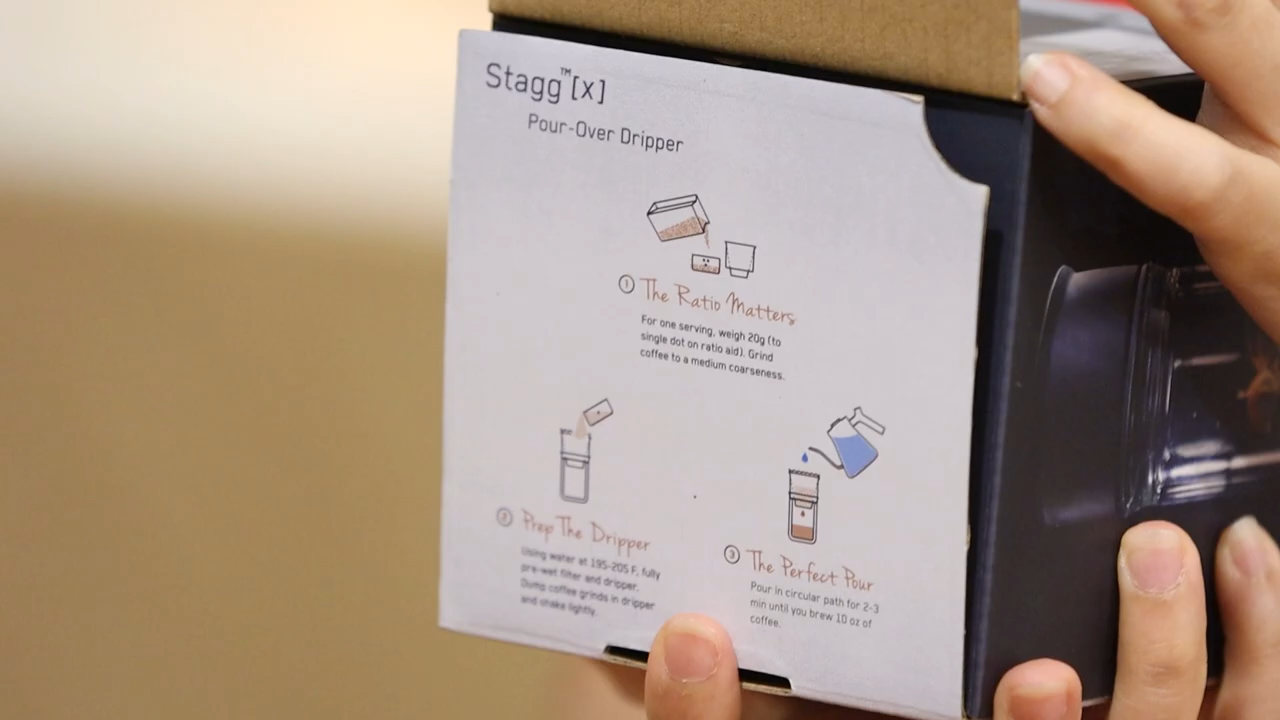 Stagg™[x]
Pour-Over Dripper
1 The Ratio Matters
For one serving, weigh 20g (to
single dot on ratio aid). Grind
coffee to a medium coarseness.
2 Prep The Dripper
Using water at 195-205 F, fully
pre-wet filter and dripper.
Dump coffee grinds in dripper
and shake lightly.
3 The Perfect Pour
Pour in circular path for 2-3
min until you brew 10 oz of
coffee.